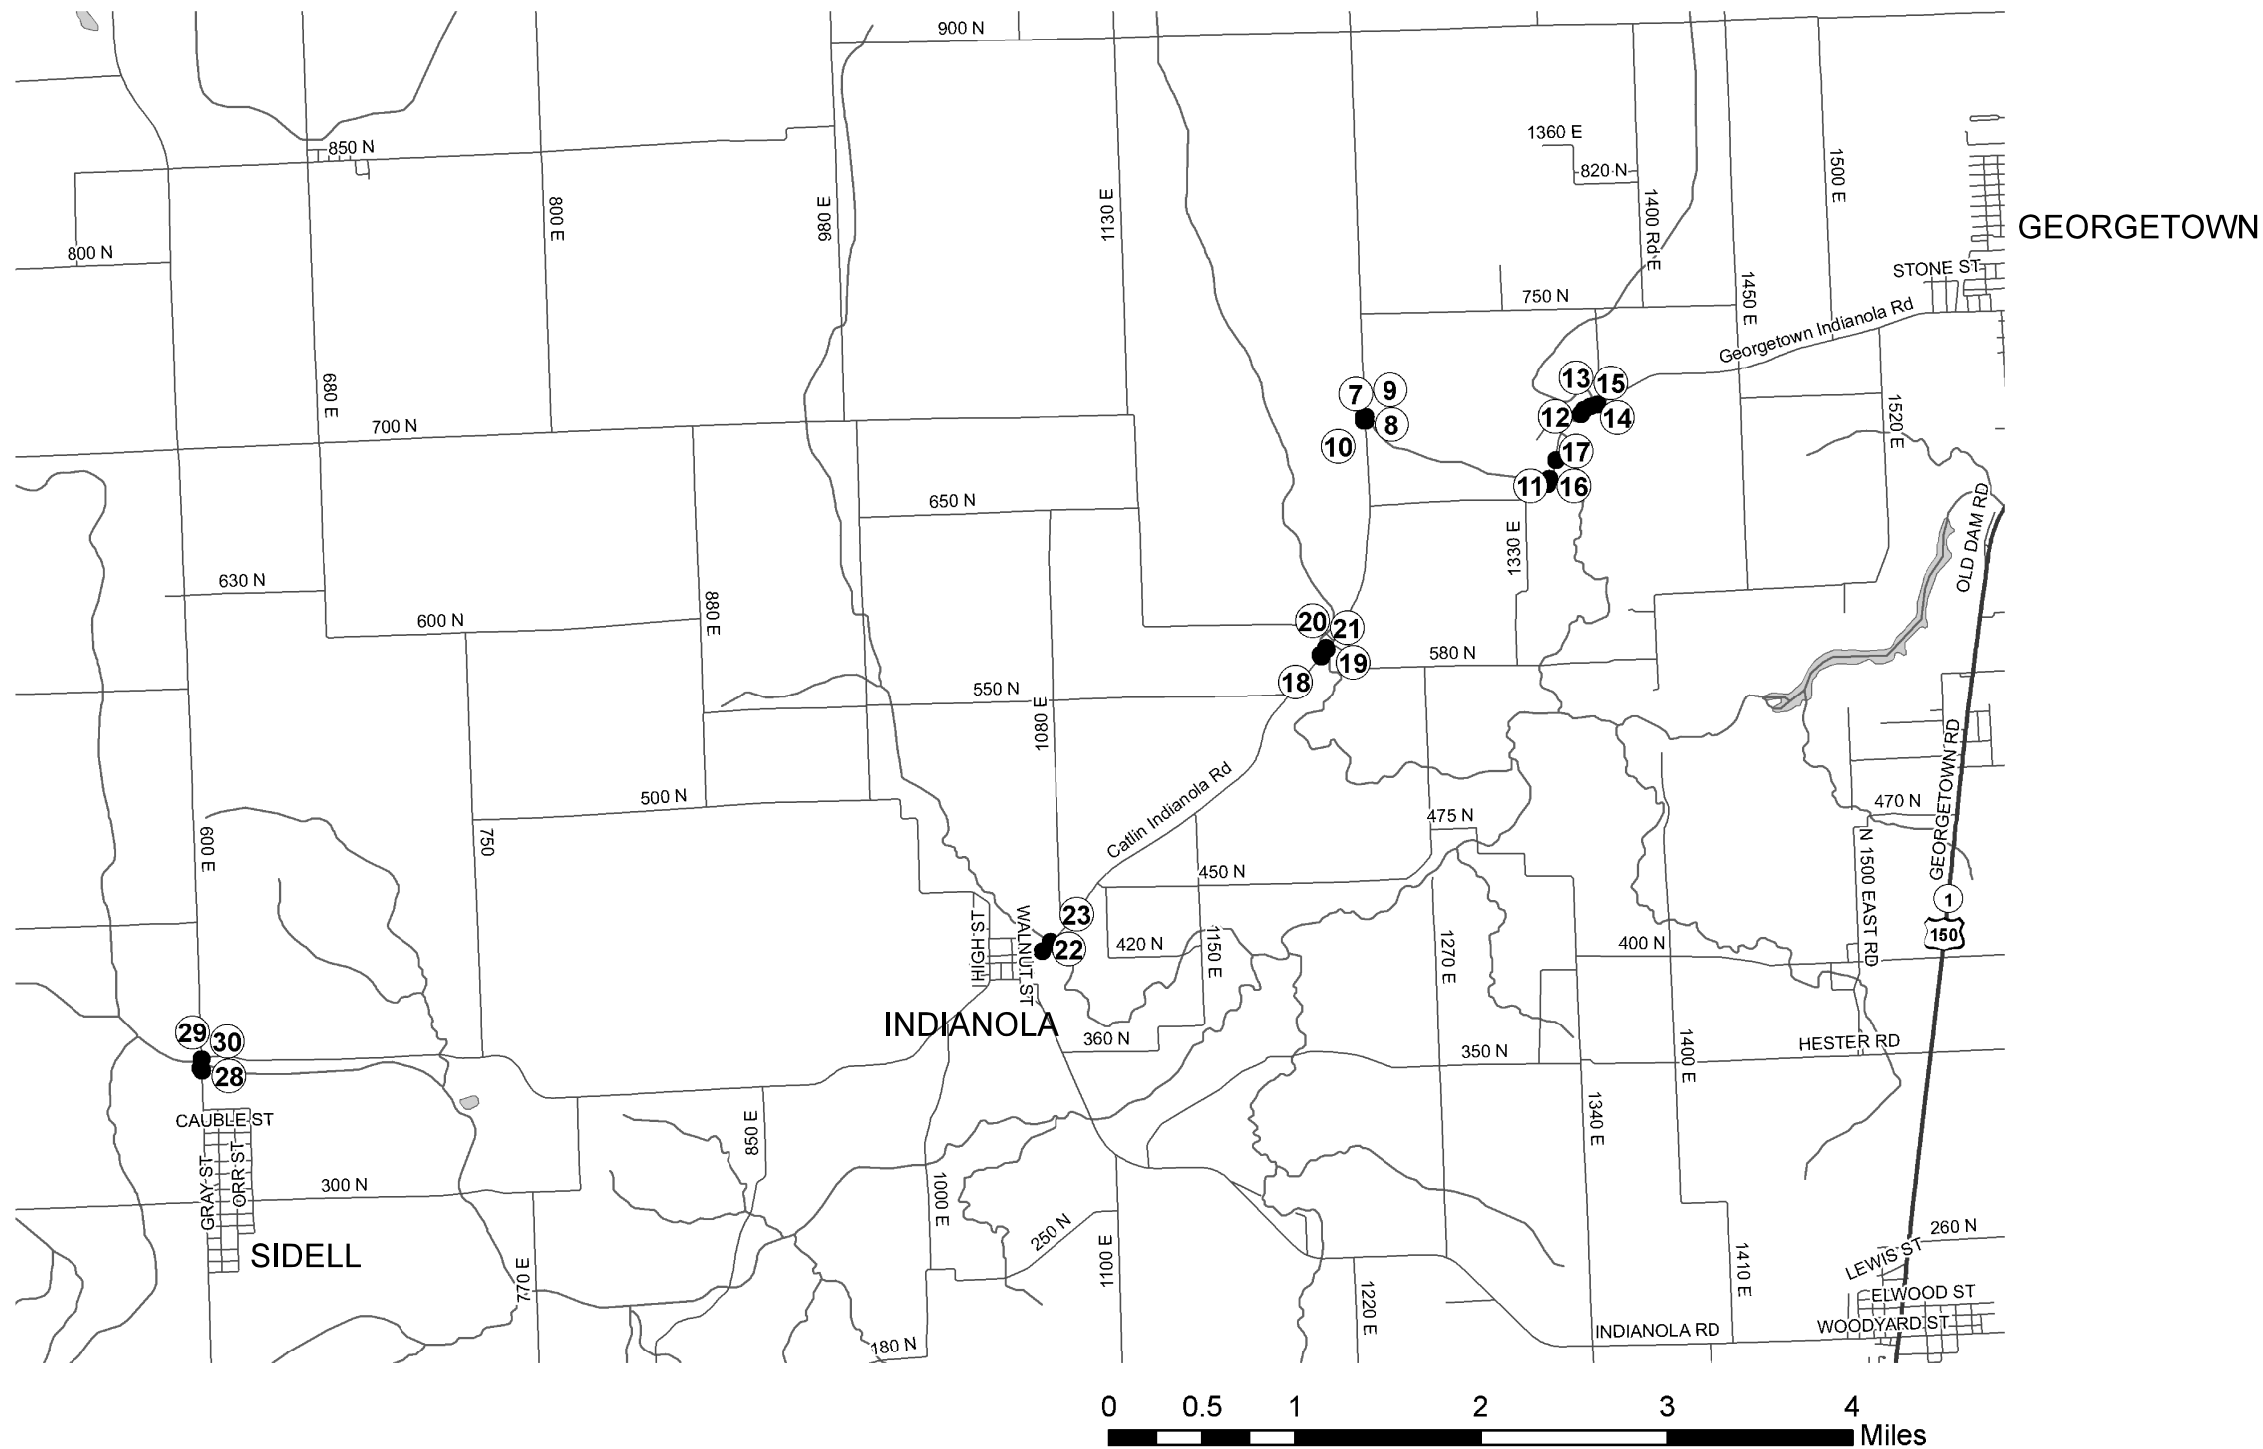 900 N
1360 E
850 N
820 N
1500 E
800 E
980 E
1130 E
1400 Rd E
GEORGETOWN
800 N
STONE ST
1450 E
750 N
Georgetown Indianola Rd
680 E
13
15
7
9
12
14
8
1520 E
700 N
10
17
11
16
650 N
OLD DAM RD
1330 E
630 N
880 E
600 N
20
21
19
580 N
18
550 N
1080 E
GEORGETOWN RD
Catlin Indianola Rd
500 N
470 N
475 N
600 E
750
N 1500 EAST RD
450 N
1
23
HIGH ST
WALNUT ST
22
420 N
1150 E
1270 E
400 N
150
INDIANOLA
29
30
360 N
350 N
HESTER RD
1400 E
28
CAUBLE ST
850 E
1340 E
GRAY ST
ORR ST
300 N
1000 E
250 N
260 N
SIDELL
LEWIS ST
770 E
1100 E
1410 E
1220 E
ELWOOD ST
WOODYARD ST
INDIANOLA RD
180 N
0 0.5 1 2 3 4
Miles